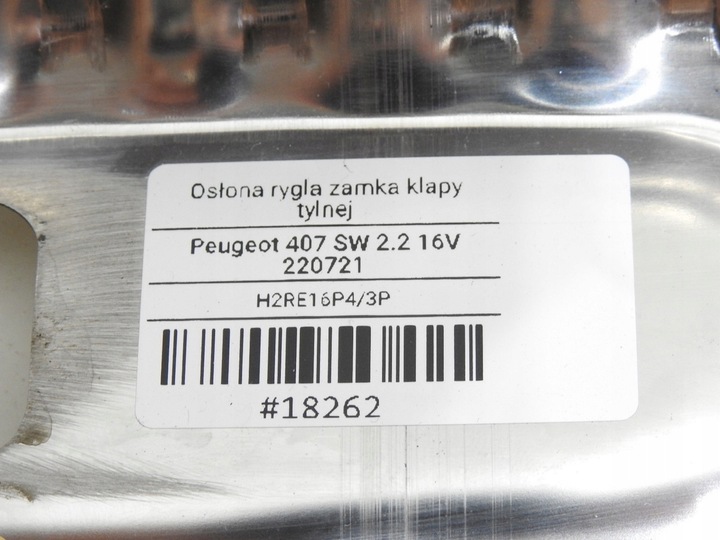 Osłona rygla zamka klapy
tylnej
Peugeot 407 SW 2.2 16V
220721
H2RE16P4/3P
#18262